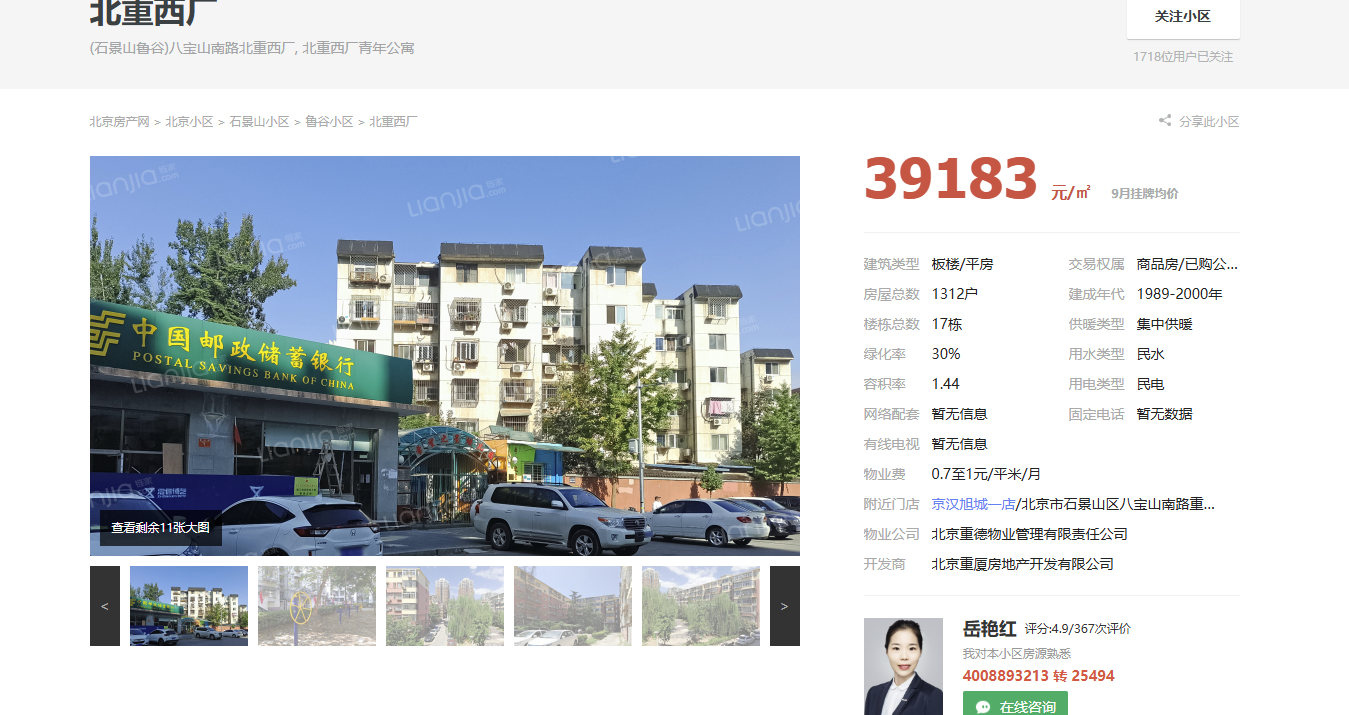 北重西厂
关注小区
(石景山鲁谷)八宝山南路北重西厂, 北重西厂青年公寓
1718位用户已关注
北京房产网 > 北京小区 > 石景山小区 > 鲁谷小区 > 北重西厂
分享此小区
Lianjia.com 链家
中国邮政储蓄银行
POSTAL SAVINGS BANK OF CHINA
查看剩余11张大图
<
>
39183 元/㎡ 9月挂牌均价
建筑类型 板楼/平房 交易权属 商品房/已购公...
房屋总数 1312户 建成年代 1989-2000年
楼栋总数 17栋 供暖类型 集中供暖
绿化率 30% 用水类型 民水
容积率 1.44 用电类型 民电
网络配套 暂无信息 固定电话 暂无数据
有线电视 暂无信息
物业费 0.7至1元/平米/月
附近门店 京汉旭城一店/北京市石景山区八宝山南路重...
物业公司 北京重德物业管理有限责任公司
开发商 北京重厦房地产开发有限公司
岳艳红 评分:4.9/367次评价
我对本小区房源熟悉
4008893213 转 25494
在线咨询